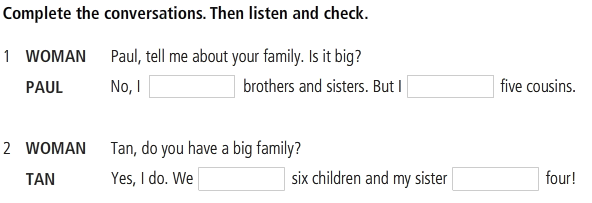 Complete the conversations. Then listen and check.
1 WOMAN Paul, tell me about your family. Is it big?
PAUL No, I brothers and sisters. But I five cousins.
2 WOMAN Tan, do you have a big family?
TAN Yes, I do. We six children and my sister four!